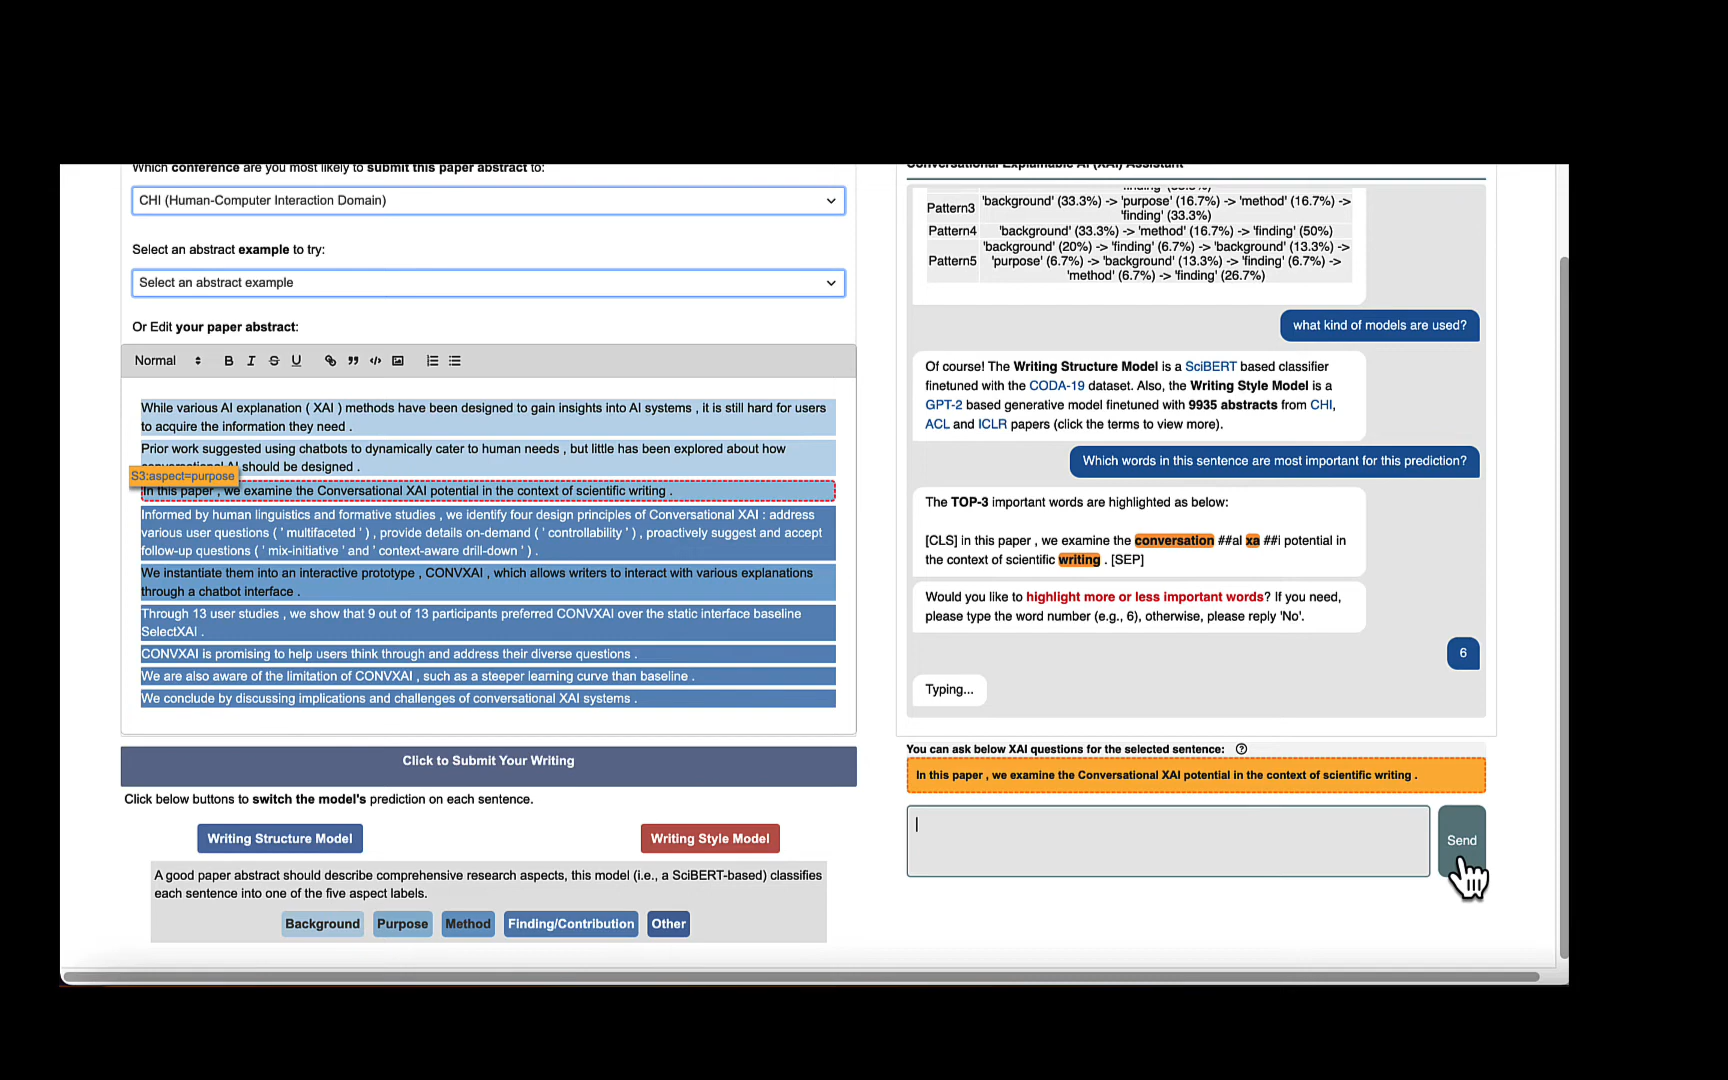 Which conference are you most likely to submit this paper abstract to:
CHI (Human-Computer Interaction Domain)
Select an abstract example to try:
Select an abstract example
Or Edit your paper abstract:
Normal
While various AI explanation ( XAI ) methods have been designed to gain insights into AI systems , it is still hard for users
to acquire the information they need .
Prior work suggested using chatbots to dynamically cater to human needs , but little has been explored about how
conversational AI should be designed .
S3:aspect=purpose
In this paper , we examine the Conversational XAI potential in the context of scientific writing .
Informed by human linguistics and formative studies , we identify four design principles of Conversational XAI : address
various user questions ( ' multifaceted ' ) , provide details on-demand ( ' controllability ' ) , proactively suggest and accept
follow-up questions ( ' mix-initiative ' and ' context-aware drill-down ' ) .
We instantiate them into an interactive prototype , CONVXAI , which allows writers to interact with various explanations
through a chatbot interface .
Through 13 user studies , we show that 9 out of 13 participants preferred CONVXAI over the static interface baseline
SelectXAI .
CONVXAI is promising to help users think through and address their diverse questions .
We are also aware of the limitation of CONVXAI , such as a steeper learning curve than baseline .
We conclude by discussing implications and challenges of conversational XAI systems .
Click to Submit Your Writing
Click below buttons to switch the model's prediction on each sentence.
Writing Structure Model
Writing Style Model
A good paper abstract should describe comprehensive research aspects, this model (i.e., a SciBERT-based) classifies
each sentence into one of the five aspect labels.
Background
Purpose
Method
Finding/Contribution
Other
Conversational Explainable AI (XAI) Assistant
Pattern3
'background' (33.3%) -> 'purpose' (16.7%) -> 'method' (16.7%) ->
'finding' (33.3%)
Pattern4
'background' (33.3%) -> 'method' (16.7%) -> 'finding' (50%)
Pattern5
'background' (20%) -> 'finding' (6.7%) -> 'background' (13.3%) ->
'purpose' (6.7%) -> 'background' (13.3%) -> 'finding' (6.7%) ->
'method' (6.7%) -> 'finding' (26.7%)
what kind of models are used?
Of course! The Writing Structure Model is a SciBERT based classifier
finetuned with the CODA-19 dataset. Also, the Writing Style Model is a
GPT-2 based generative model finetuned with 9935 abstracts from CHI,
ACL and ICLR papers (click the terms to view more).
Which words in this sentence are most important for this prediction?
The TOP-3 important words are highlighted as below:
[CLS] in this paper , we examine the conversation ##al xa ##i potential in
the context of scientific writing . [SEP]
Would you like to highlight more or less important words? If you need,
please type the word number (e.g., 6), otherwise, please reply 'No'.
6
Typing...
You can ask below XAI questions for the selected sentence:
In this paper , we examine the Conversational XAI potential in the context of scientific writing .
Send